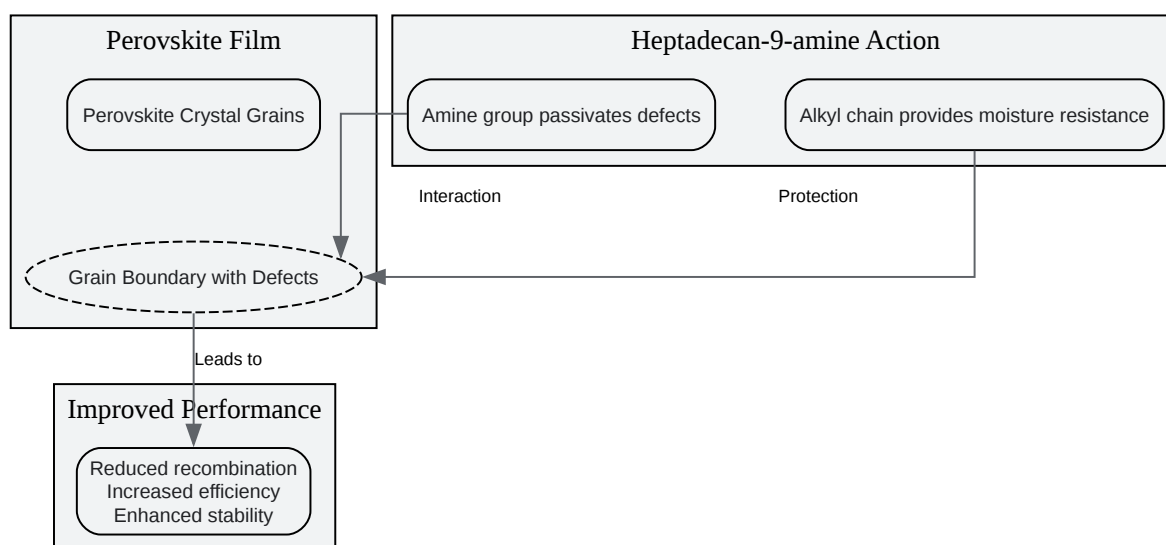 Perovskite Film
Heptadecan-9-amine Action
Perovskite Crystal Grains
Amine group passivates defects
Alkyl chain provides moisture resistance
Interaction
Protection
Grain Boundary with Defects
Leads to
Improved Performance
Reduced recombination
Increased efficiency
Enhanced stability